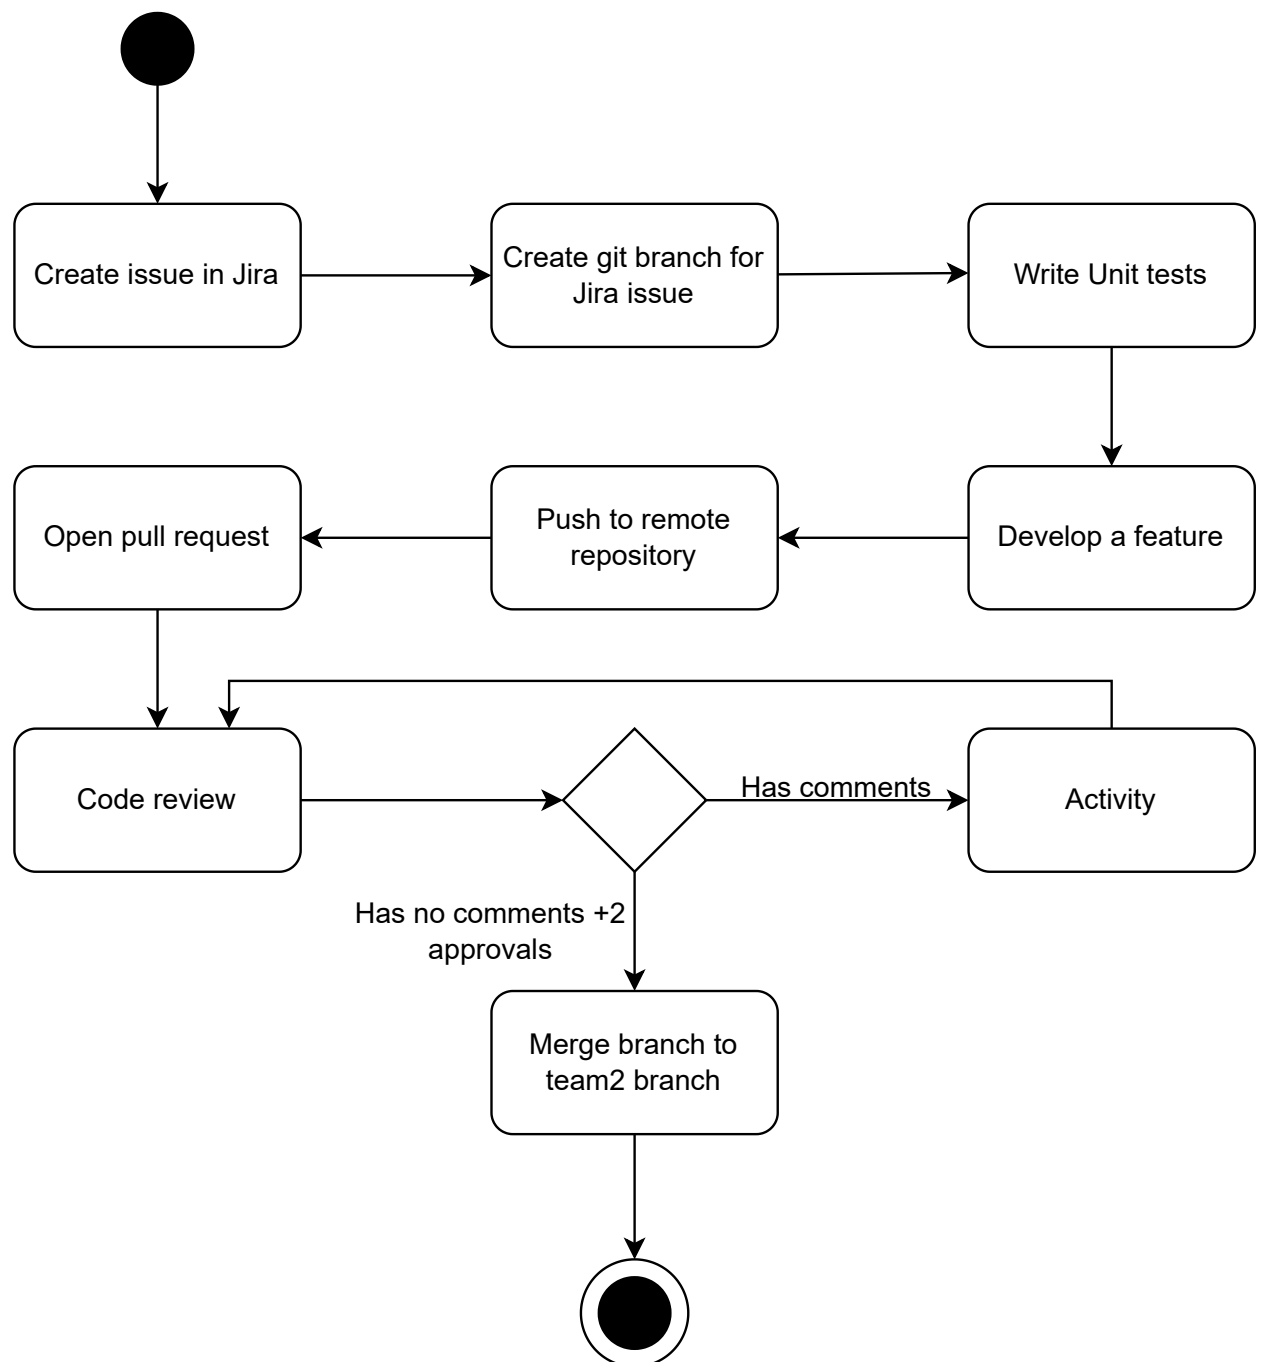 Create issue in Jira
Create git branch for
Jira issue
Write Unit tests
Develop a feature
Push to remote
repository
Open pull request
Code review
Has comments
Activity
Has no comments +2
approvals
Merge branch to
team2 branch